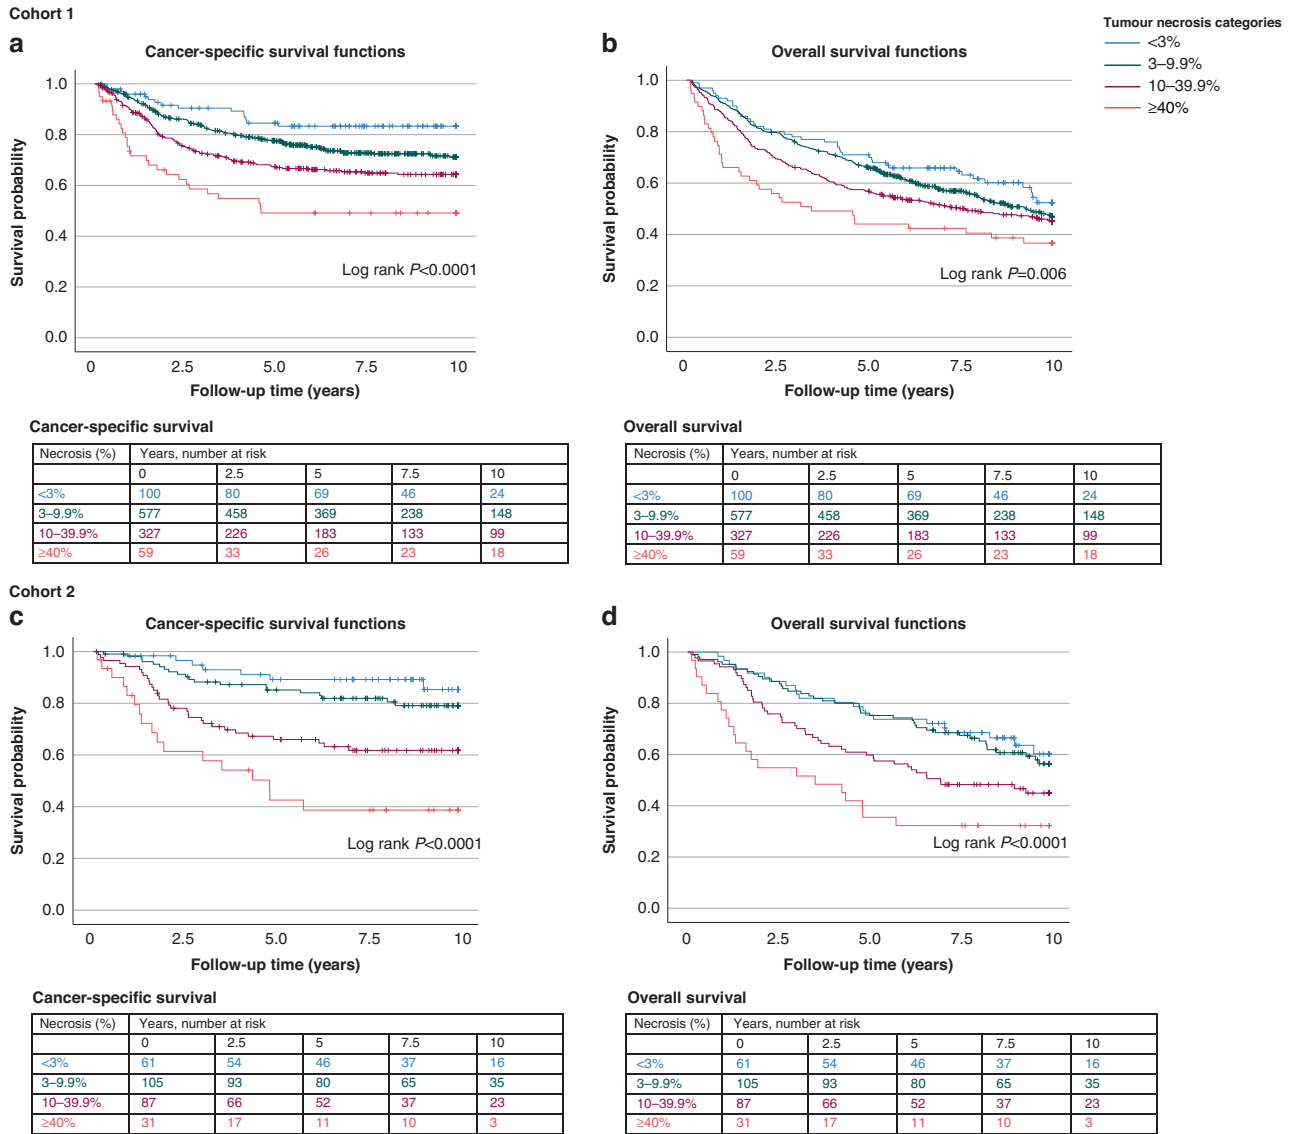 Cohort 1
a
Cancer-specific survival functions
1.0
0.8
0.6
0.4
0.2
0.0
Survival probability
Log rank P<0.0001
0 2.5 5.0 7.5 10
Follow-up time (years)
b
Overall survival functions
1.0
0.8
0.6
0.4
0.2
0.0
Survival probability
Log rank P=0.006
0 2.5 5.0 7.5 10
Follow-up time (years)
Tumour necrosis categories
<3%
3–9.9%
10–39.9%
≥40%
Cancer-specific survival
Necrosis (%) Years, number at risk
0 2.5 5 7.5 10
<3% 100 80 69 46 24
3–9.9% 577 458 369 238 148
10–39.9% 327 226 183 133 99
≥40% 59 33 26 23 18
Overall survival
Necrosis (%) Years, number at risk
0 2.5 5 7.5 10
<3% 100 80 69 46 24
3–9.9% 577 458 369 238 148
10–39.9% 327 226 183 133 99
≥40% 59 33 26 23 18
Cohort 2
c
Cancer-specific survival functions
1.0
0.8
0.6
0.4
0.2
0.0
Survival probability
Log rank P<0.0001
0 2.5 5.0 7.5 10
Follow-up time (years)
d
Overall survival functions
1.0
0.8
0.6
0.4
0.2
0.0
Survival probability
Log rank P<0.0001
0 2.5 5.0 7.5 10
Follow-up time (years)
Cancer-specific survival
Necrosis (%) Years, number at risk
0 2.5 5 7.5 10
<3% 61 54 46 37 16
3–9.9% 105 93 80 65 35
10–39.9% 87 66 52 37 23
≥40% 31 17 11 10 3
Overall survival
Necrosis (%) Years, number at risk
0 2.5 5 7.5 10
<3% 61 54 46 37 16
3–9.9% 105 93 80 65 35
10–39.9% 87 66 52 37 23
≥40% 31 17 11 10 3